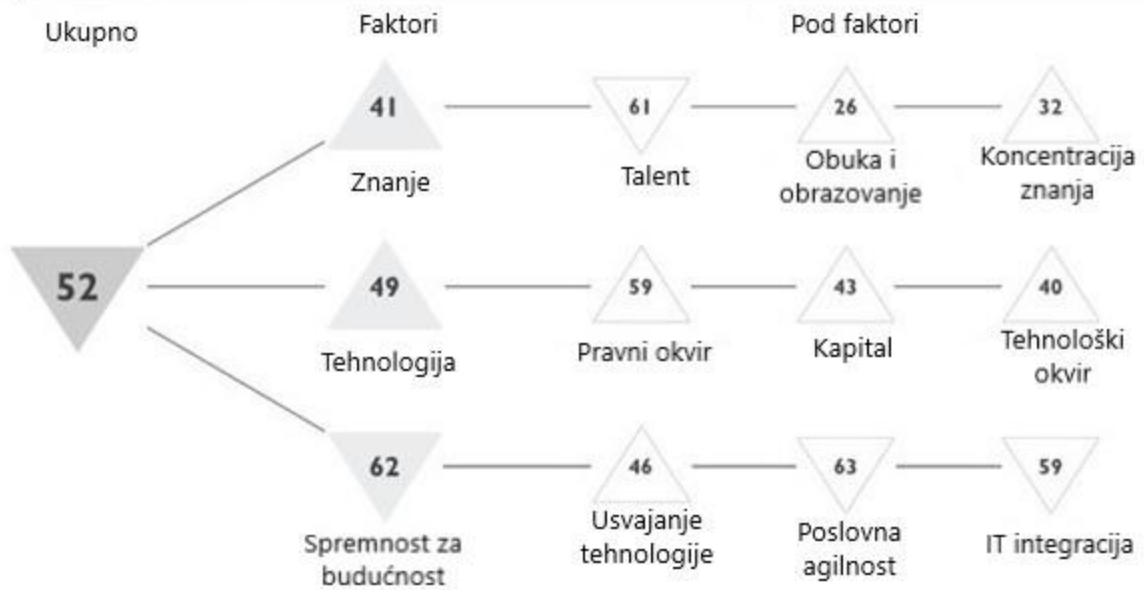 Ukupno
Faktori
Pod faktori
41
61
26
32
Znanje
Talent
Obuka i
obrazovanje
Koncentracija
znanja
52
49
59
43
40
Tehnologija
Pravni okvir
Kapital
Tehnološki
okvir
62
46
63
59
Spremnost za
budućnost
Usvajanje
tehnologije
Poslovna
agilnost
IT integracija